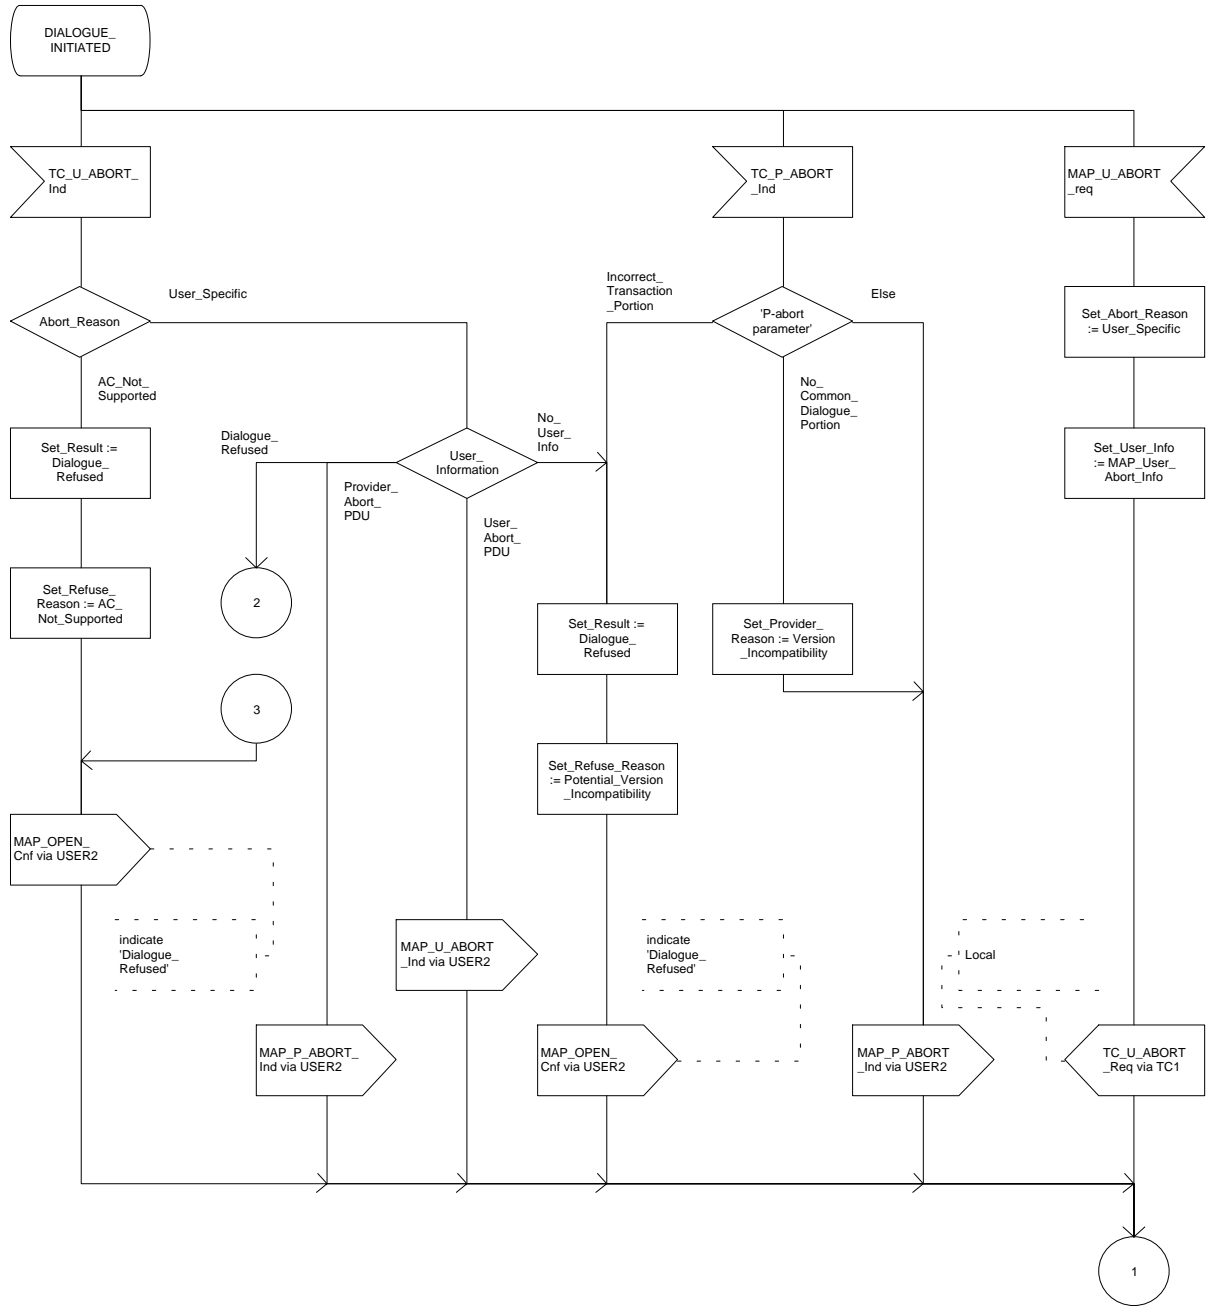 DIALOGUE_
INITIATED
TC_U_ABORT_
Ind
TC_P_ABORT
_Ind
MAP_U_ABORT
_req
Abort_Reason
User_Specific
AC_Not_
Supported
Incorrect_
Transaction
_Portion
'P-abort
parameter'
Else
No_
Common_
Dialogue_
Portion
Set_Abort_Reason
:= User_Specific
Set_Result :=
Dialogue_
Refused
Dialogue_
Refused
User_
Information
No_
User_
Info
Provider_
Abort_
PDU
User_
Abort_
PDU
Set_User_Info
:= MAP_User_
Abort_Info
Set_Refuse_
Reason := AC_
Not_Supported
2
Set_Result :=
Dialogue_
Refused
Set_Provider_
Reason := Version
_Incompatibility
3
Set_Refuse_Reason
:= Potential_Version
_Incompatibility
MAP_OPEN_
Cnf via USER2
indicate
'Dialogue_
Refused'
MAP_U_ABORT
_Ind via USER2
indicate
'Dialogue_
Refused'
Local
MAP_P_ABORT_
Ind via USER2
MAP_OPEN_
Cnf via USER2
MAP_P_ABORT
_Ind via USER2
TC_U_ABORT
_Req via TC1
1